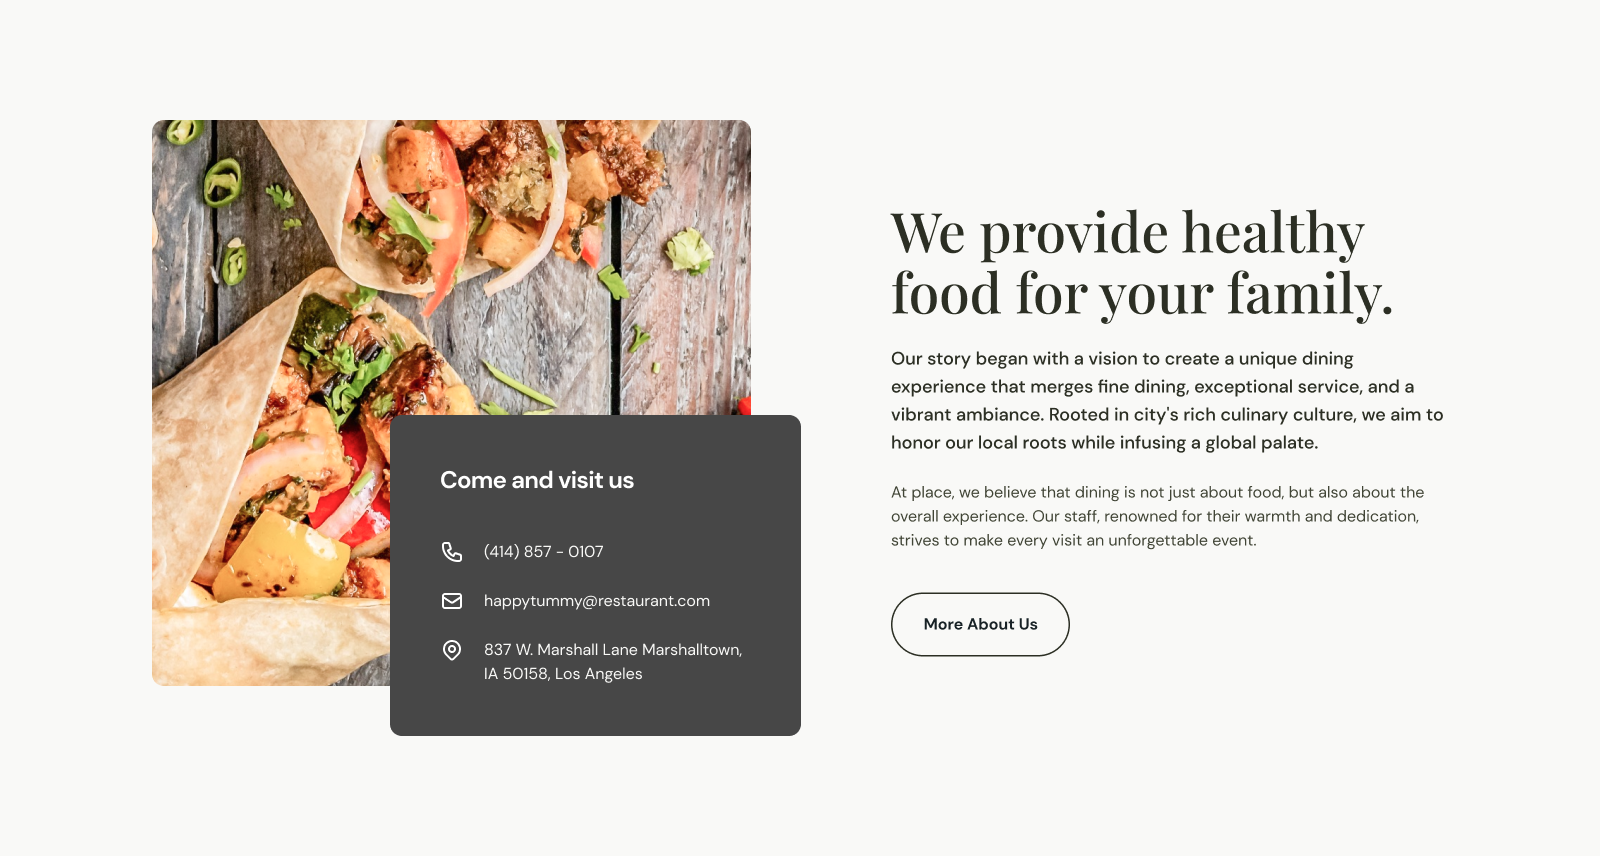 Come and visit us
(414) 857 - 0107
happytummy@restaurant.com
837 W. Marshall Lane Marshalltown,
IA 50158, Los Angeles
We provide healthy
food for your family.
Our story began with a vision to create a unique dining
experience that merges fine dining, exceptional service, and a
vibrant ambiance. Rooted in city's rich culinary culture, we aim to
honor our local roots while infusing a global palate.
At place, we believe that dining is not just about food, but also about the
overall experience. Our staff, renowned for their warmth and dedication,
strives to make every visit an unforgettable event.
More About Us